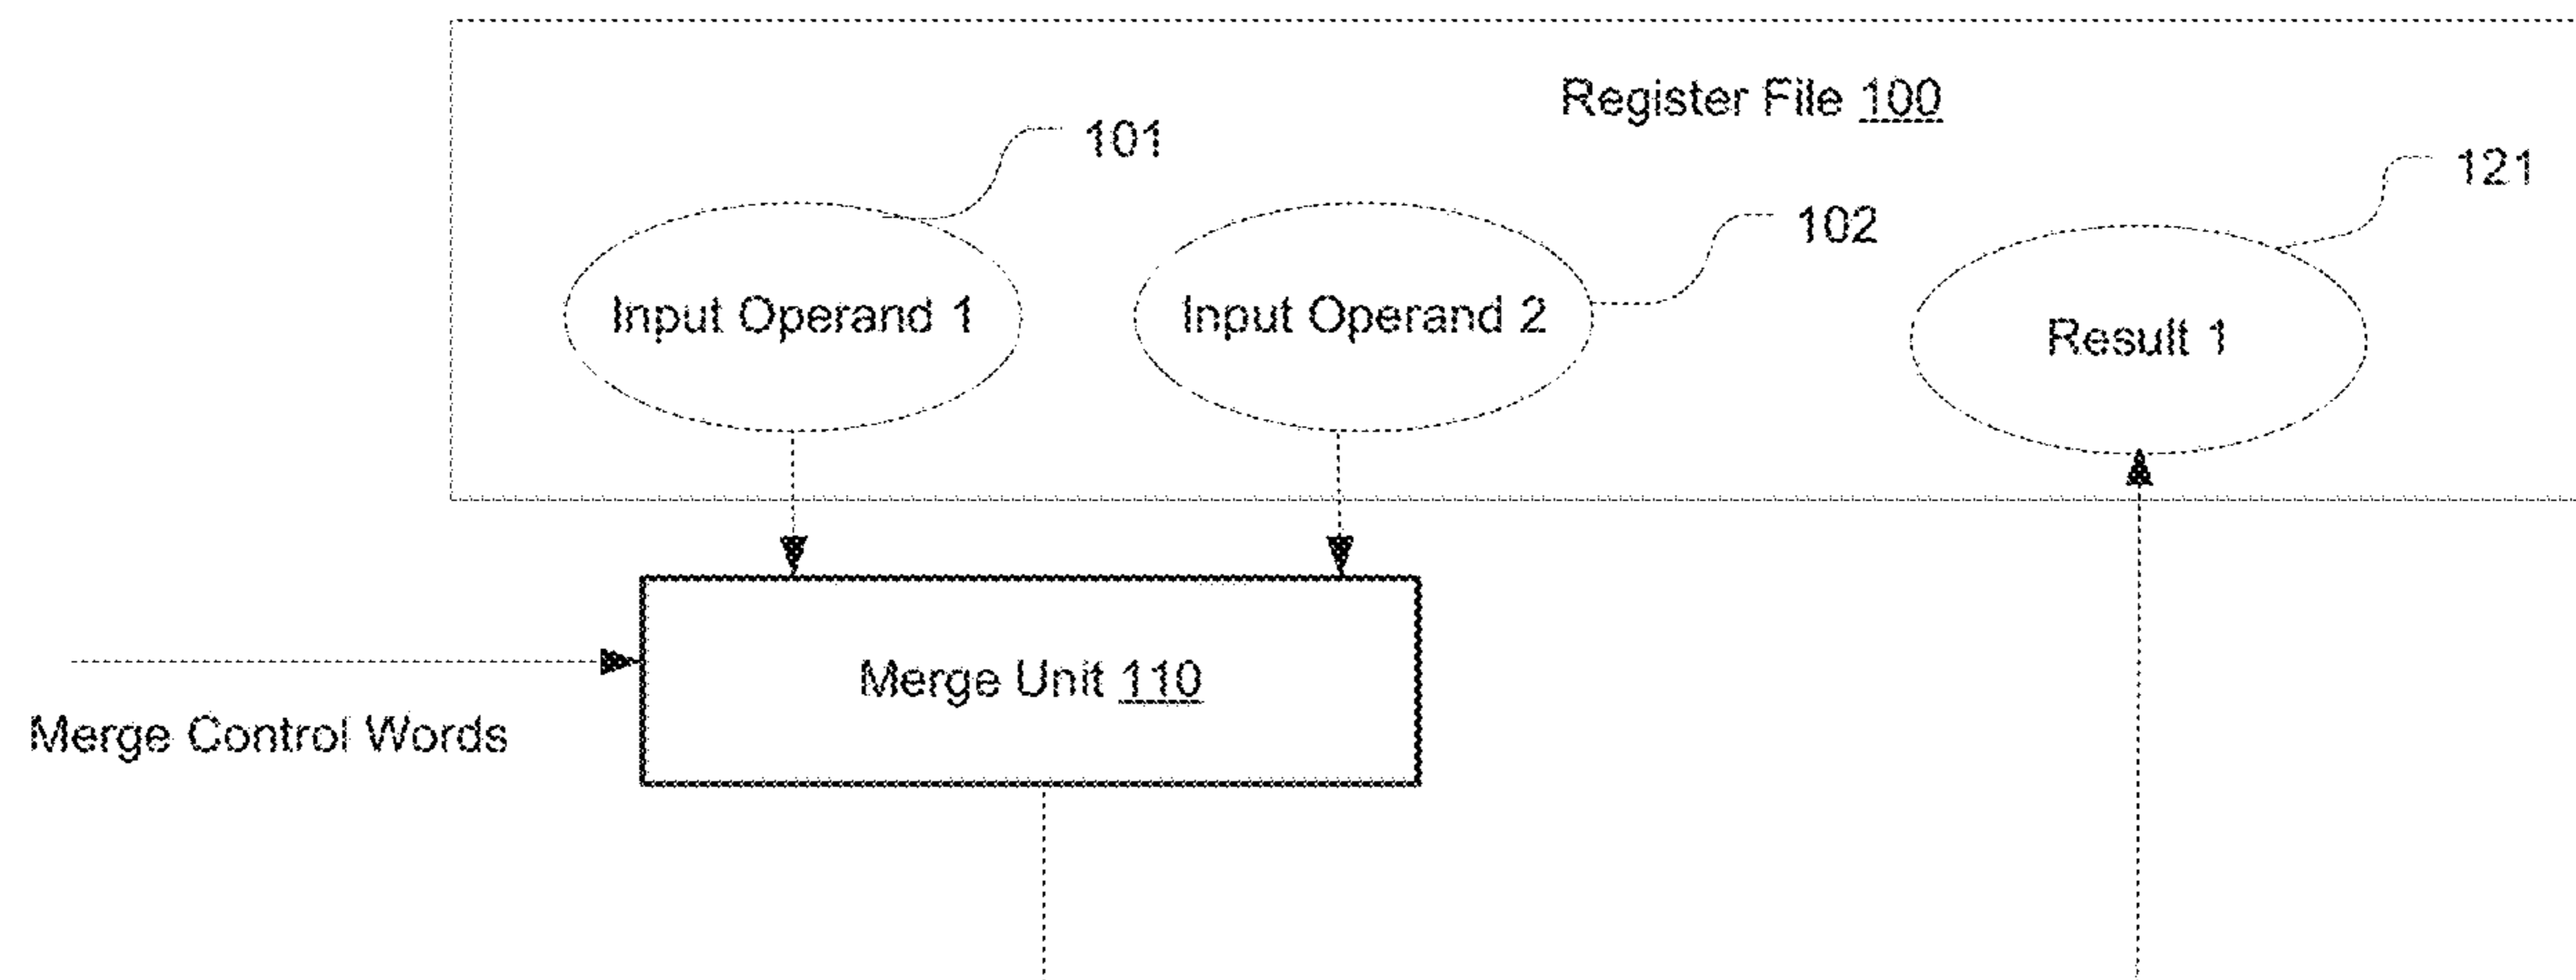 Register File 100
101
121
102
Input Operand 1
Input Operand 2
Result 1
Merge Unit 110
Merge Control Words